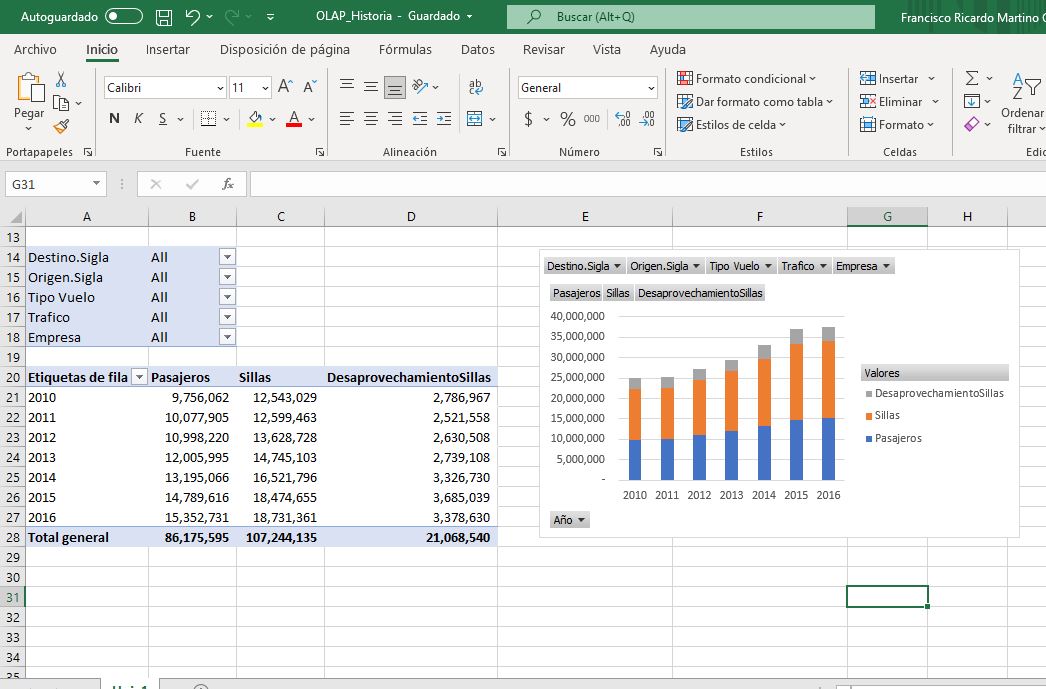 Autoguardado OLAP_Historia - Guardado Buscar (Alt+Q) Francisco Ricardo Martino
Archivo Inicio Insertar Disposición de página Fórmulas Datos Revisar Vista Ayuda
Pegar
Calibri 11
N K S
A
ab
General
$ % 000
Formato condicional
Dar formato como tabla
Estilos de celda
Insertar
Eliminar
Formato
Ordenar
filtrar
Portapapeles Fuente Alineación Número Estilos Celdas
G31 fx
A B C D E F G H
13
14 Destino.Sigla All
15 Origen.Sigla All
16 Tipo Vuelo All
17 Trafico All
18 Empresa All
19
20 Etiquetas de fila Pasajeros Sillas DesaprovechamientoSillas
21 2010 9,756,062 12,543,029 2,786,967
22 2011 10,077,905 12,599,463 2,521,558
23 2012 10,998,220 13,628,728 2,630,508
24 2013 12,005,995 14,745,103 2,739,108
25 2014 13,195,066 16,521,796 3,326,730
26 2015 14,789,616 18,474,655 3,685,039
27 2016 15,352,731 18,731,361 3,378,630
28 Total general 86,175,595 107,244,135 21,068,540
29
30
31
32
33
34
35
Destino.Sigla Origen.Sigla Tipo Vuelo Trafico Empresa
Pasajeros Sillas DesaprovechamientoSillas
40,000,000
35,000,000
30,000,000
25,000,000
20,000,000
15,000,000
10,000,000
5,000,000
-
2010 2011 2012 2013 2014 2015 2016
Valores
DesaprovechamientoSillas
Sillas
Pasajeros
Año